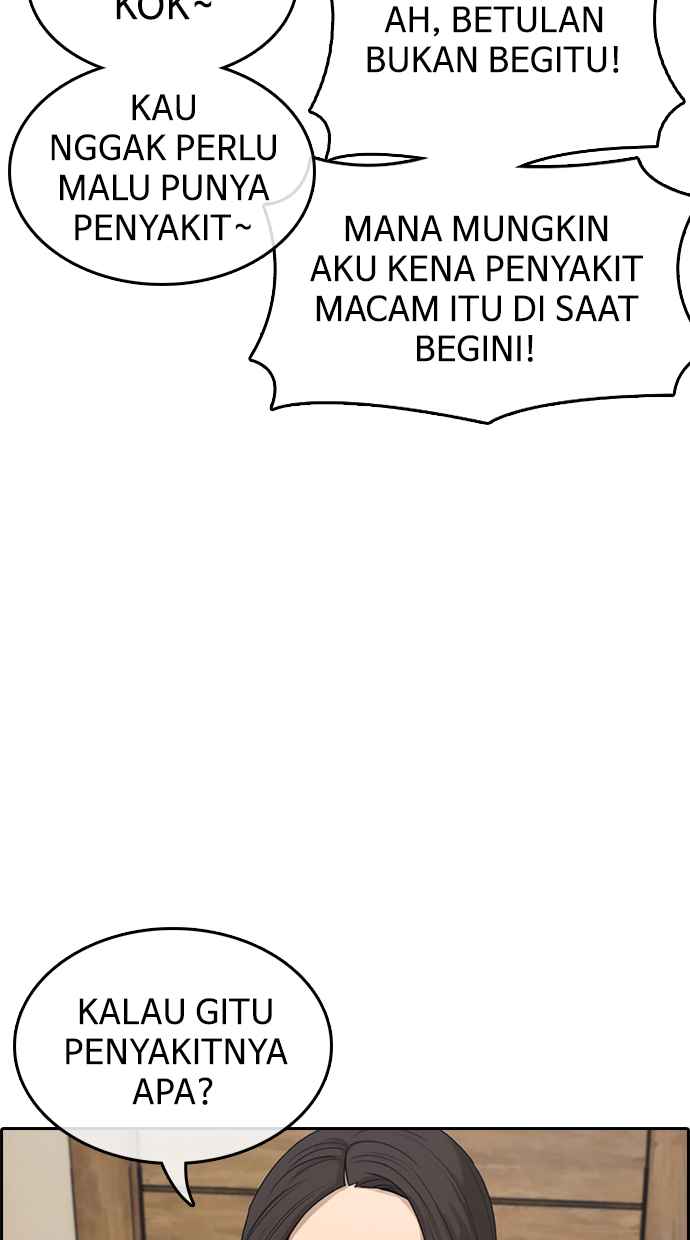 KOK~
KAU
NGGAK PERLU
MALU PUNYA
PENYAKIT~
AH, BETULAN
BUKAN BEGITU!
MANA MUNGKIN
AKU KENA PENYAKIT
MACAM ITU DI SAAT
BEGINI!
KALAU GITU
PENYAKITNYA
APA?